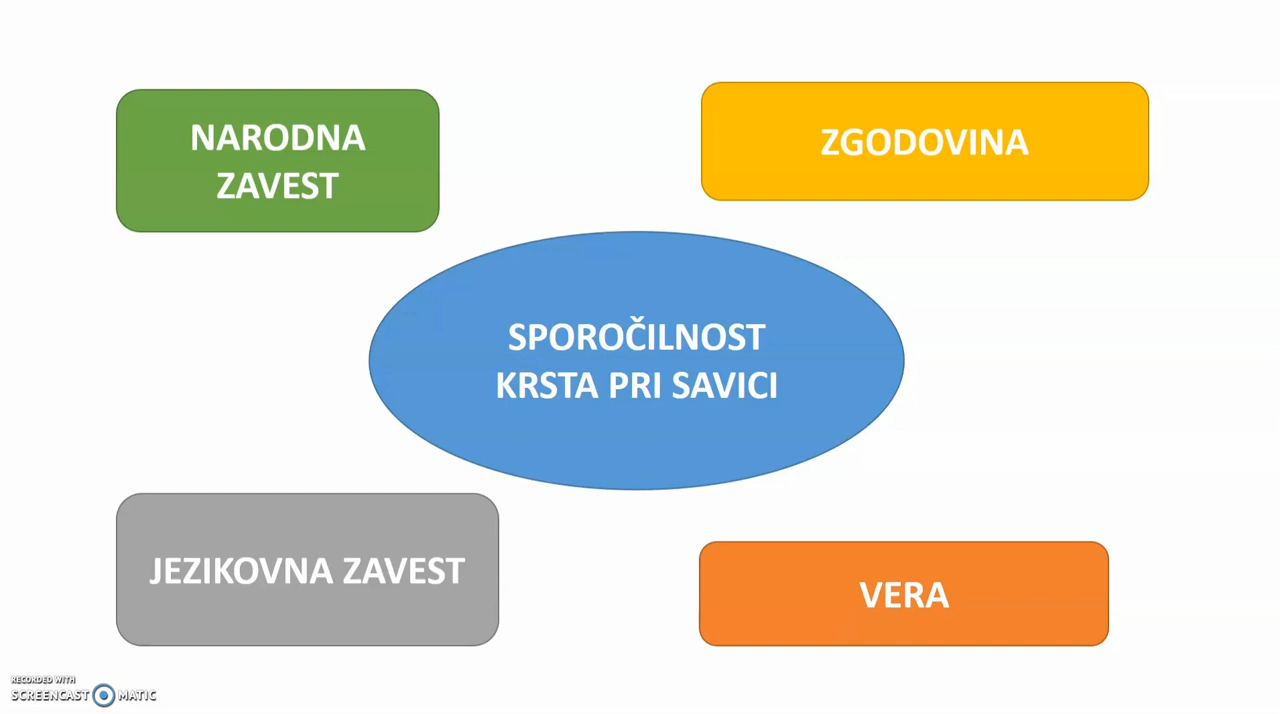 NARODNA
ZAVEST
ZGODOVINA
SPOROČILNOST
KRSTA PRI SAVICI
JEZIKOVNA ZAVEST
VERA
RECORDED WITH
SCREENCAST MATIC